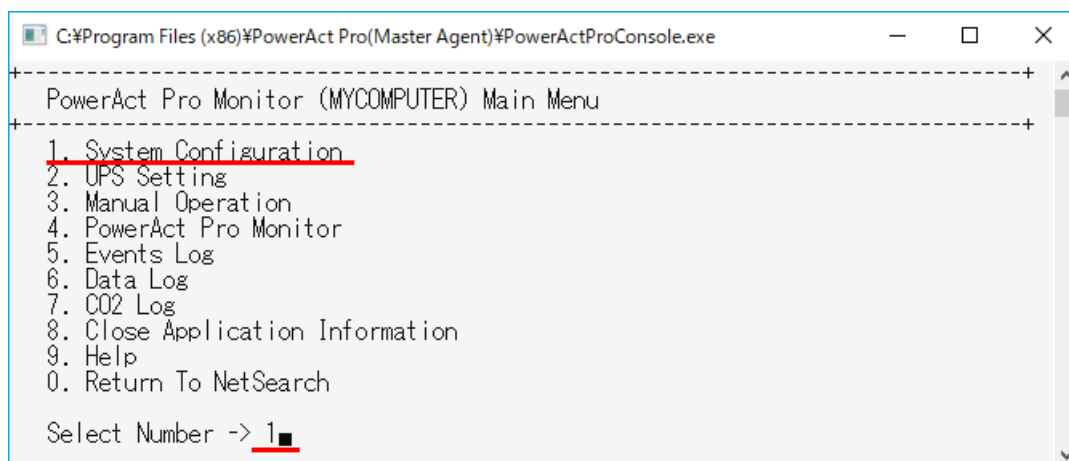 C:¥Program Files (x86)¥PowerAct Pro(Master Agent)¥PowerActProConsole.exe
+------------------------------------------------------------------------------+
PowerAct Pro Monitor (MYCOMPUTER) Main Menu
+------------------------------------------------------------------------------+
1. System Configuration
2. UPS Setting
3. Manual Operation
4. PowerAct Pro Monitor
5. Events Log
6. Data Log
7. CO2 Log
8. Close Application Information
9. Help
0. Return To NetSearch
Select Number -> 1